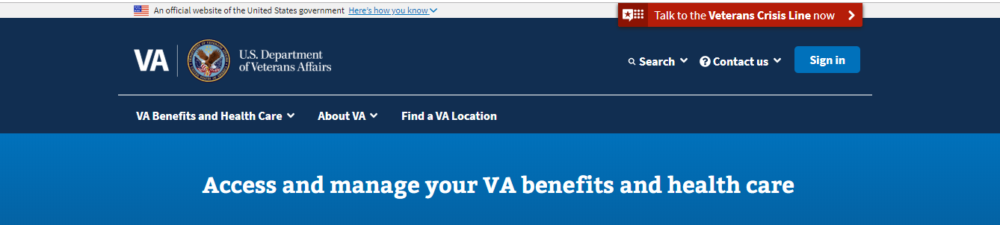 An official website of the United States government Here's how you know
Talk to the Veterans Crisis Line now
VA
U.S. Department
of Veterans Affairs
Search
Contact us
Sign in
VA Benefits and Health Care
About VA
Find a VA Location
Access and manage your VA benefits and health care